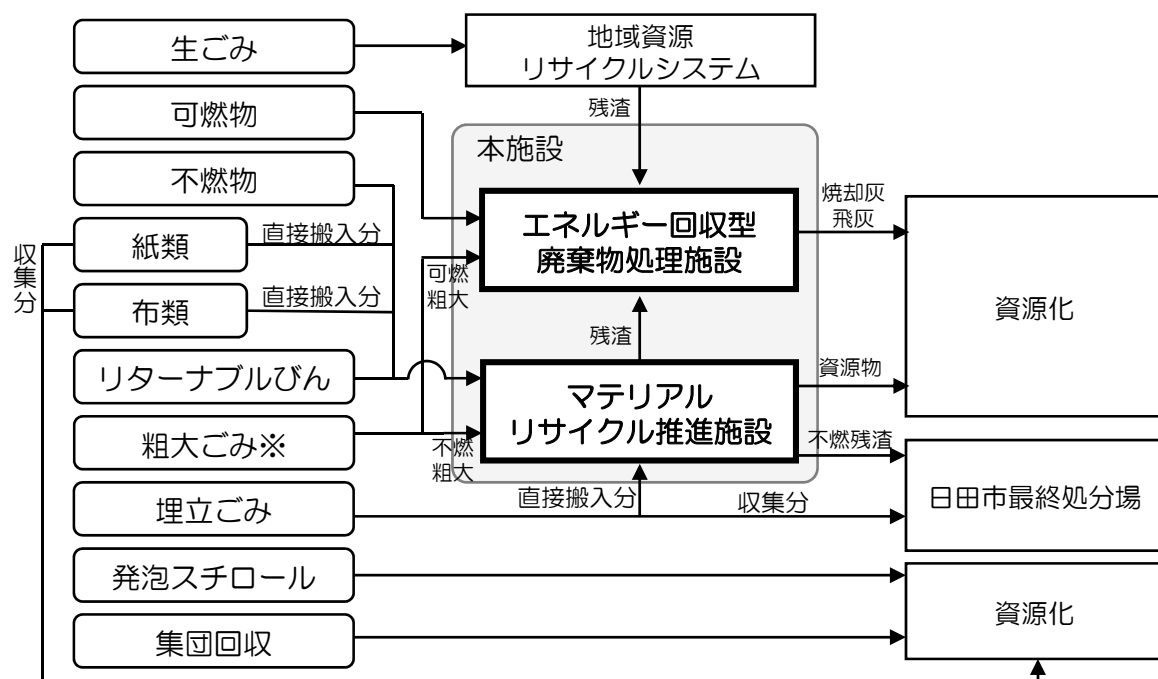 生ごみ
地域資源
リサイクルシステム
可燃物
残渣
本施設
不燃物
エネルギー回収型
廃棄物処理施設
焼却灰
飛灰
収集分
紙類
直接搬入分
可燃
粗大
布類
直接搬入分
資源化
残渣
リターナブルびん
マテリアル
リサイクル推進施設
資源物
粗大ごみ※
不燃
粗大
不燃残渣
埋立ごみ
直接搬入分
収集分
日田市最終処分場
発泡スチロール
資源化
集団回収